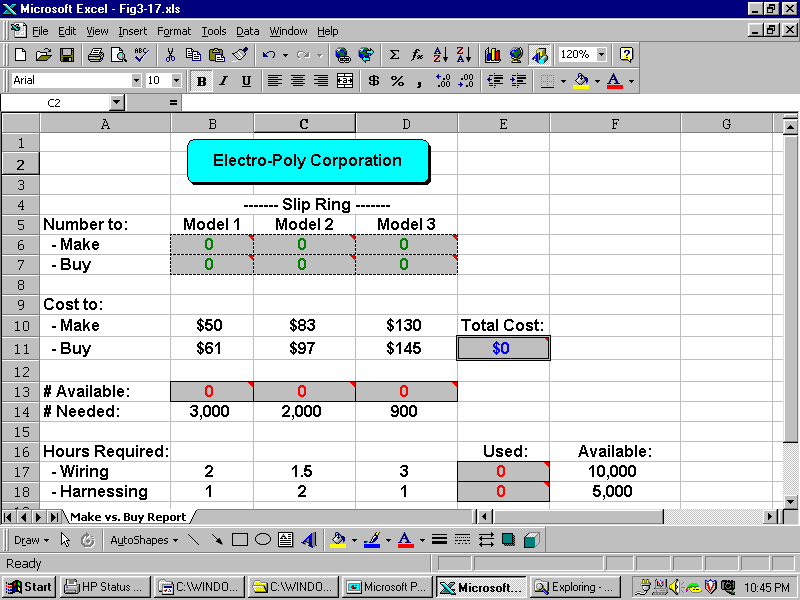 Microsoft Excel - Fig3-17.xls
File Edit View Insert Format Tools Data Window Help
120%
Arial 10 B I U $ % ,
C2 =
A B C D E F G
1
2 Electro-Poly Corporation
3
4 ------- Slip Ring -------
5 Number to: Model 1 Model 2 Model 3
6 - Make 0 0 0
7 - Buy 0 0 0
8
9 Cost to:
10 - Make $50 $83 $130 Total Cost:
11 - Buy $61 $97 $145 $0
12
13 # Available: 0 0 0
14 # Needed: 3,000 2,000 900
15
16 Hours Required: Used: Available:
17 - Wiring 2 1.5 3 0 10,000
18 - Harnessing 1 2 1 0 5,000
Make vs. Buy Report
Draw AutoShapes
Ready
Start HP Status ... C:\WINDO... C:\WINDO... Microsoft P... Microsoft... Exploring - ... 10:45 PM